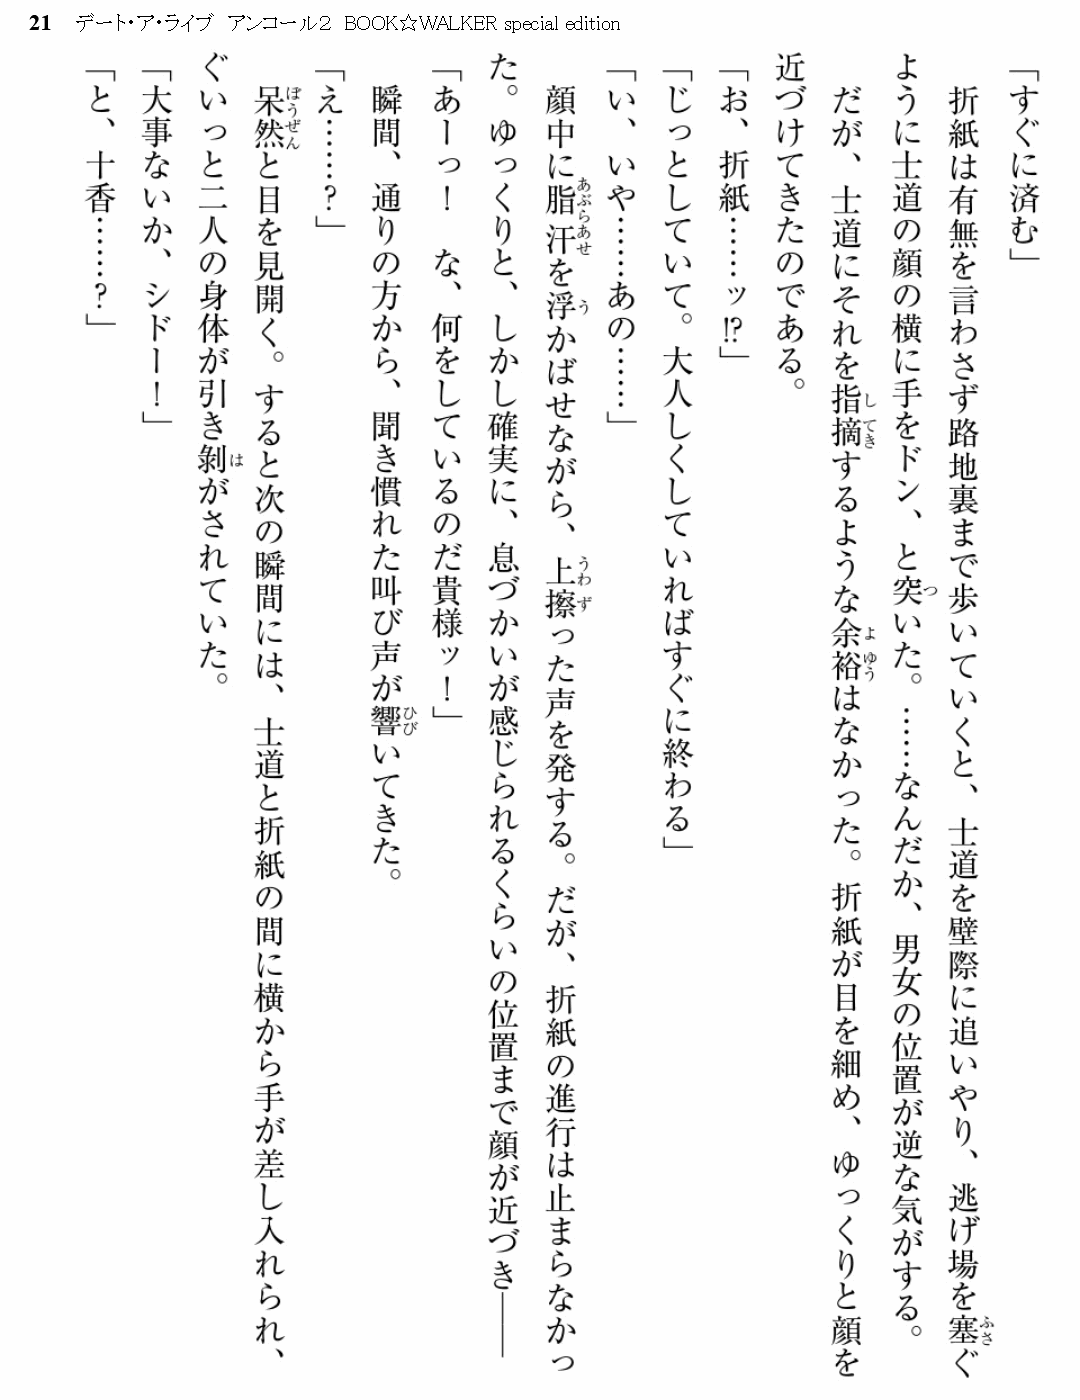 21 デート・ア・ライブ アンコール2 BOOK☆WALKER special edition
「すぐに済む」
　折紙は有無を言わさず路地裏まで歩いていくと、士道を壁際に追いやり、逃げ場を塞ぐ
ように士道の顔の横に手をドン、と突いた。……なんだか、男女の位置が逆な気がする。
　だが、士道にそれを指摘するような余裕はなかった。折紙が目を細め、ゆっくりと顔を
近づけてきたのである。
「お、折紙……ッ!?」
「じっとしていて。大人しくしていればすぐに終わる」
「い、いや……あの……」
　顔中に脂汗を浮かばせながら、上擦った声を発する。だが、折紙の進行は止まらなかっ
た。ゆっくりと、しかし確実に、息づかいが感じられるくらいの位置まで顔が近づき――
「あーっ！　な、何をしているのだ貴様ッ！」
　瞬間、通りの方から、聞き慣れた叫び声が響いてきた。
「え……？」
　呆然と目を見開く。すると次の瞬間には、士道と折紙の間に横から手が差し入れられ、
ぐいっと二人の身体が引き剝がされていた。
「大事ないか、シドー！」
「と、十香……？」